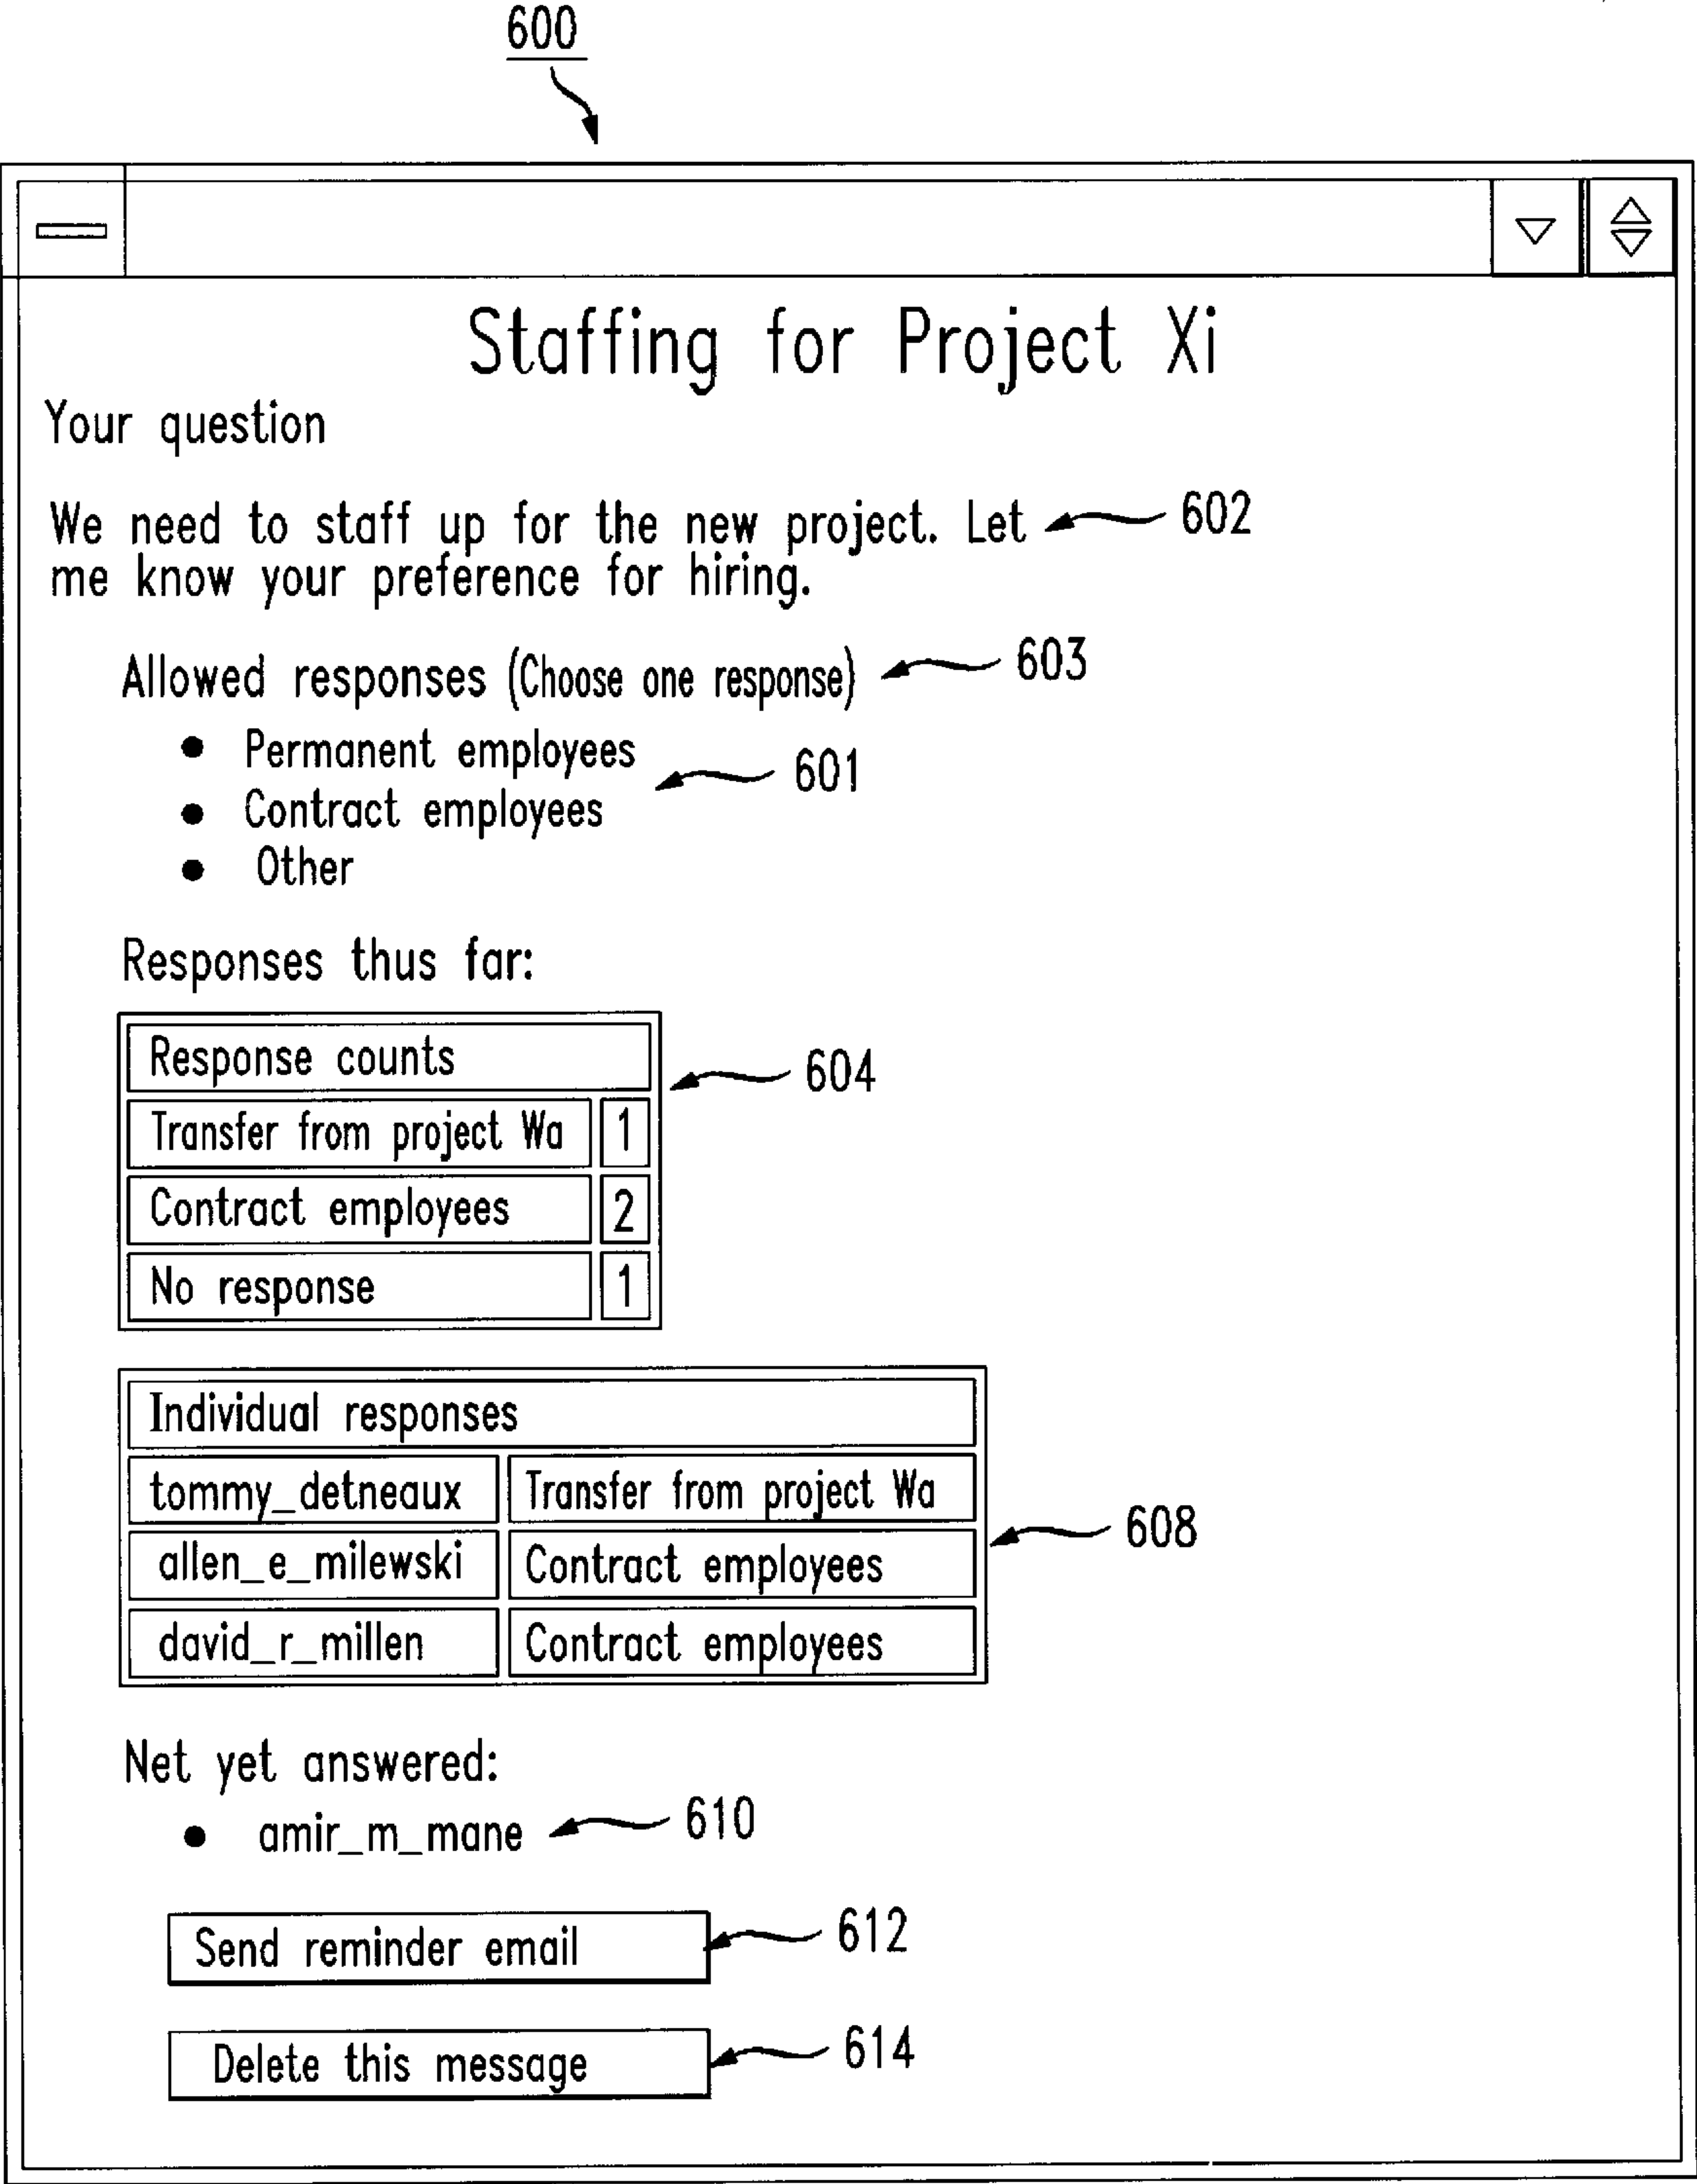 600
Staffing for Project Xi
Your question
We need to staff up for the new project. Let 602
me know your preference for hiring.
Allowed responses (Choose one response) 603
• Permanent employees
601
• Contract employees
• Other
Responses thus far:
Response counts
604
Transfer from project Wa 1
Contract employees 2
No response 1
Individual responses
tommy_detneaux Transfer from project Wa
608
allen_e_milewski Contract employees
david_r_millen Contract employees
Net yet answered:
• amir_m_mane 610
Send reminder email 612
Delete this message 614